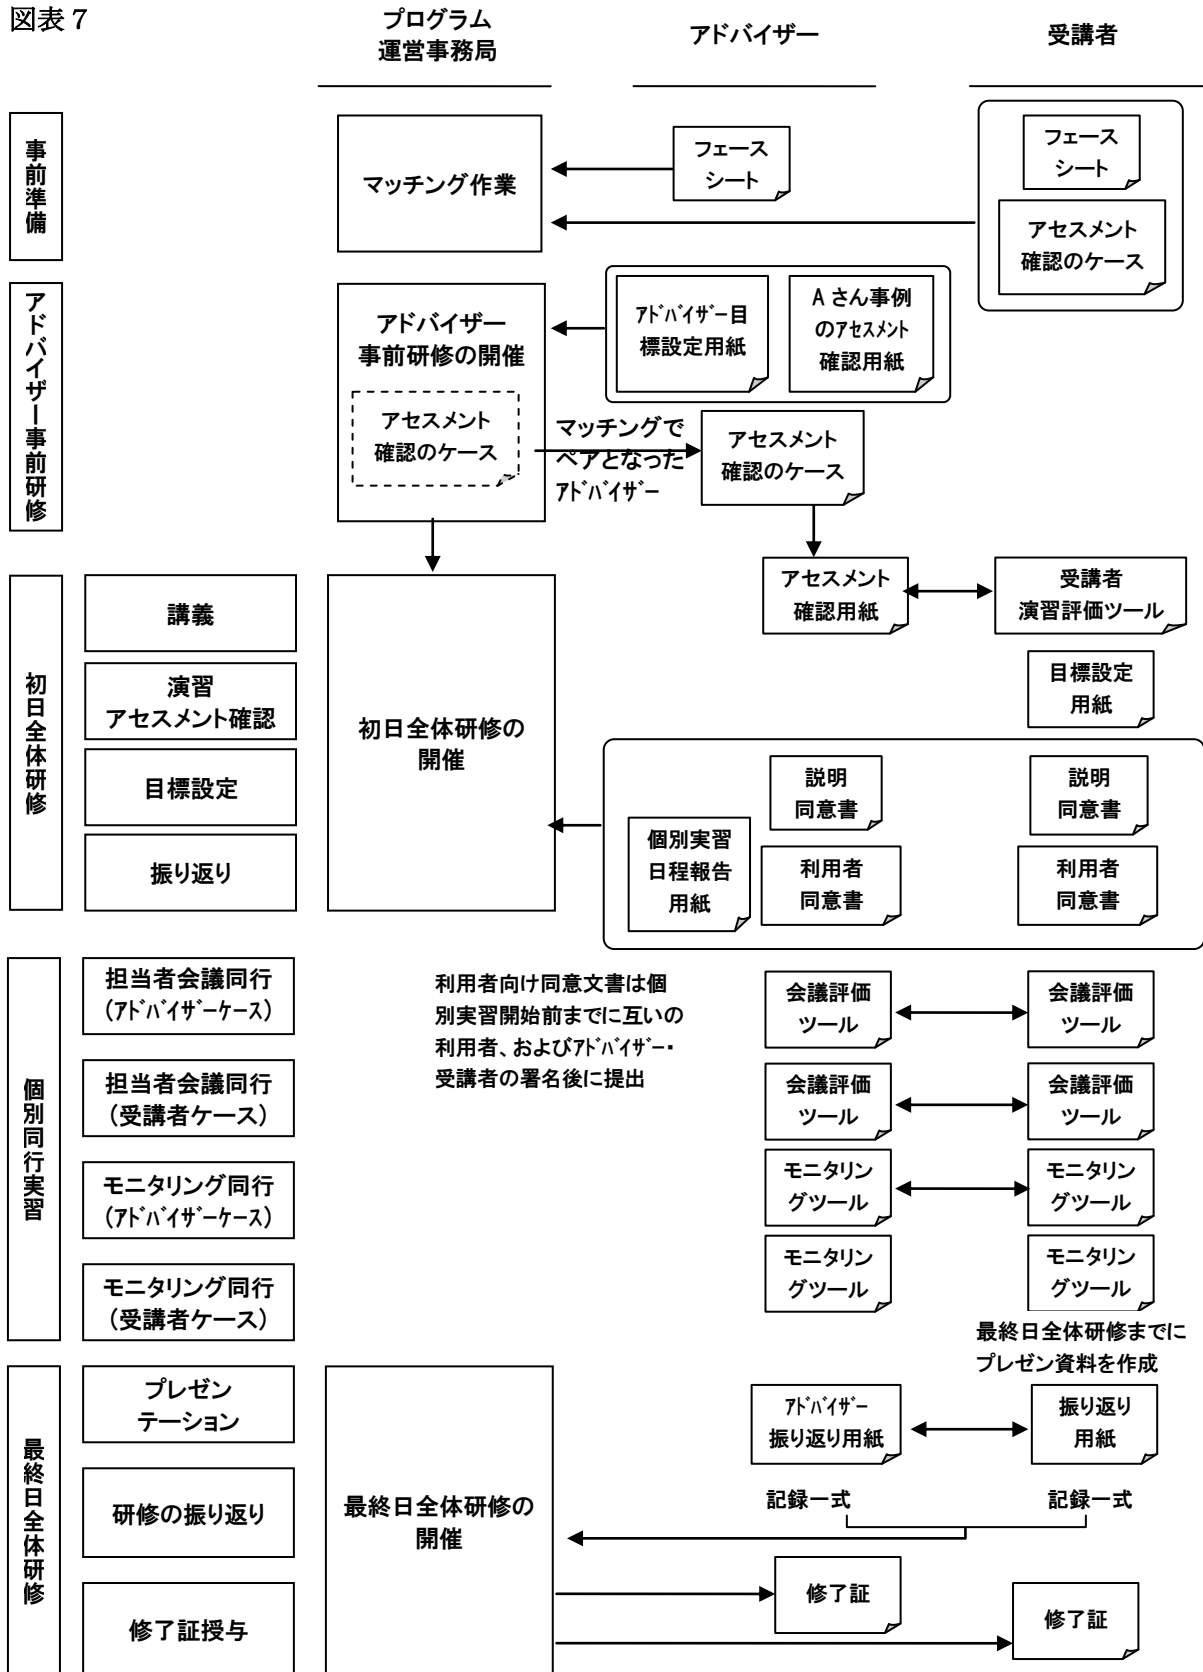 図表７
プログラム
運営事務局
アドバイザー
受講者
事前準備
マッチング作業
フェース
シート
フェース
シート
アセスメント
確認のケース
アドバイザー事前研修
アドバイザー
事前研修の開催
アセスメント
確認のケース
ｱﾄﾞﾊﾞｲｻﾞｰ目
標設定用紙
A さん事例
のｱｾｽﾒﾝﾄ
確認用紙
マッチングで
ペアとなった
ｱﾄﾞﾊﾞｲｻﾞｰ
アセスメント
確認のケース
初日全体研修
講義
演習
アセスメント確認
目標設定
振り返り
初日全体研修の
開催
アセスメント
確認用紙
受講者
演習評価ツール
目標設定
用紙
説明
同意書
説明
同意書
個別実習
日程報告
用紙
利用者
同意書
利用者
同意書
個別同行実習
担当者会議同行
（ｱﾄﾞﾊﾞｲｻﾞｰケース）
担当者会議同行
（受講者ケース）
モニタリング同行
（ｱﾄﾞﾊﾞｲｻﾞｰケース）
モニタリング同行
（受講者ケース）
利用者向け同意文書は個
別実習開始前までに互いの
利用者、およびｱﾄﾞﾊﾞｲｻﾞｰ・
受講者の署名後に提出
会議評価
ツール
会議評価
ツール
会議評価
ツール
会議評価
ツール
モニタリン
グツール
モニタリン
グツール
モニタリン
グツール
モニタリン
グツール
最終日全体研修までに
プレゼン資料を作成
最終日全体研修
プレゼン
テーション
研修の振り返り
修了証授与
最終日全体研修の
開催
ｱﾄﾞﾊﾞｲｻﾞｰ
振り返り用紙
振り返り
用紙
記録一式
記録一式
修了証
修了証